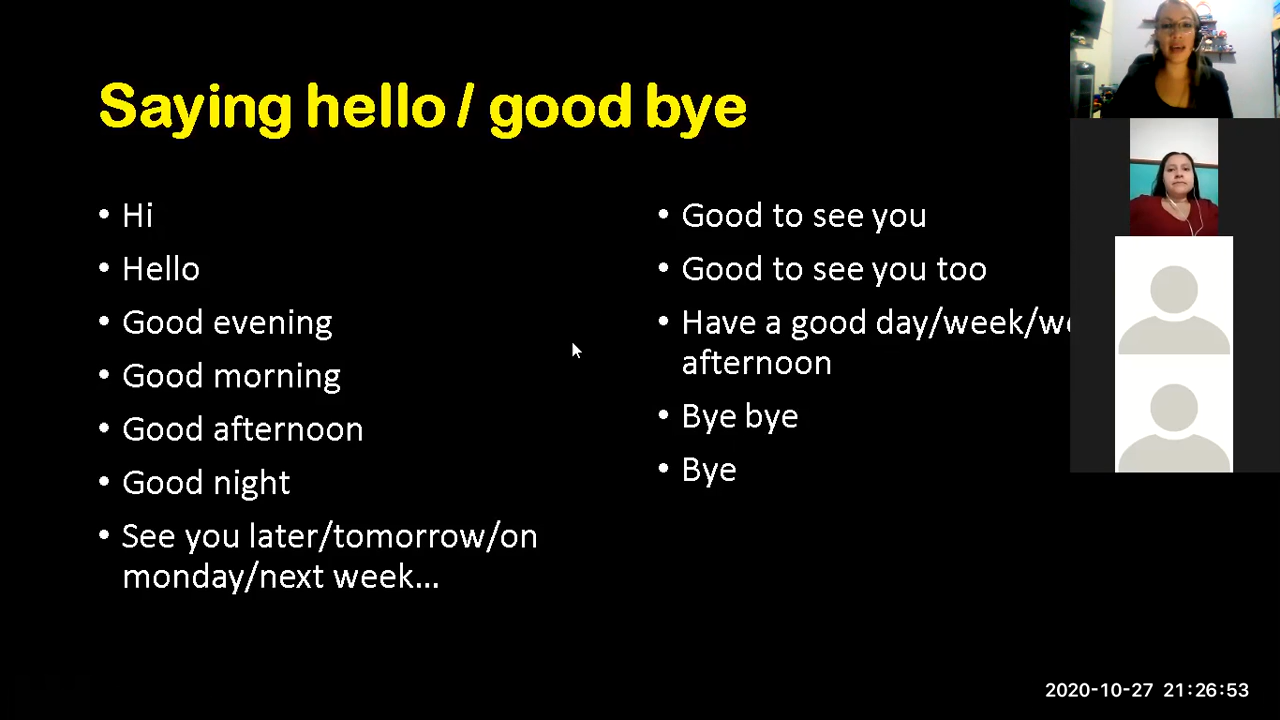 Saying hello / good bye
• Hi
• Hello
• Good evening
• Good morning
• Good afternoon
• Good night
• See you later/tomorrow/on
monday/next week...
• Good to see you
• Good to see you too
• Have a good day/week/
afternoon
• Bye bye
• Bye
2020-10-27 21:26:53